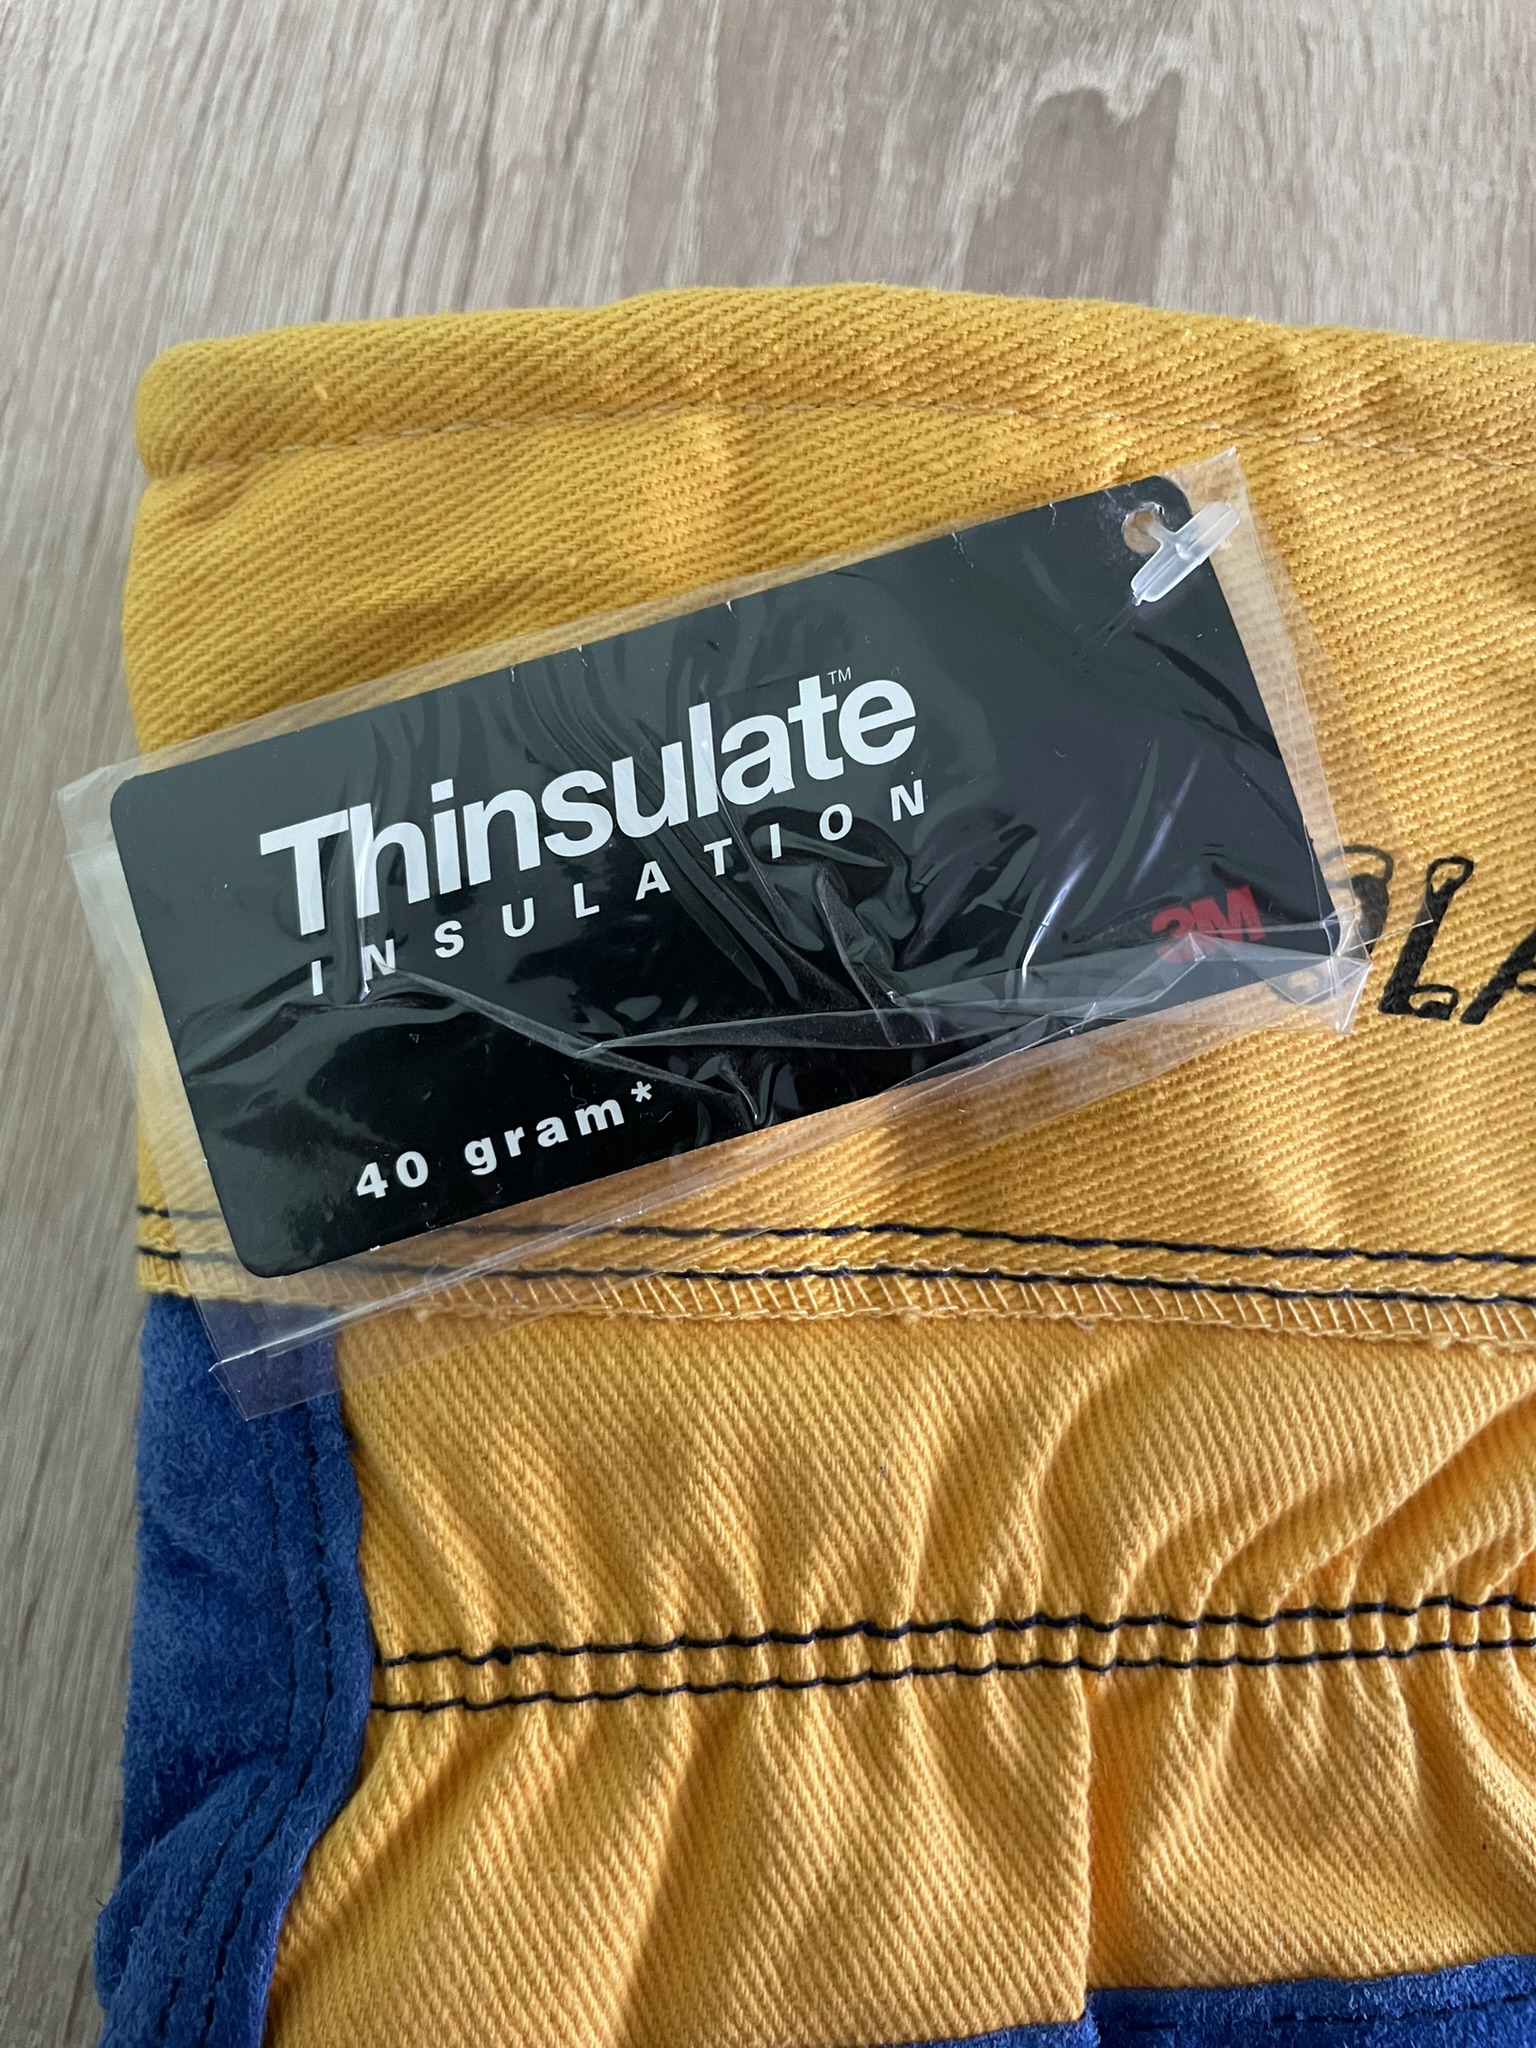 Thinsulate™
INSULATION
3M
40 gram*